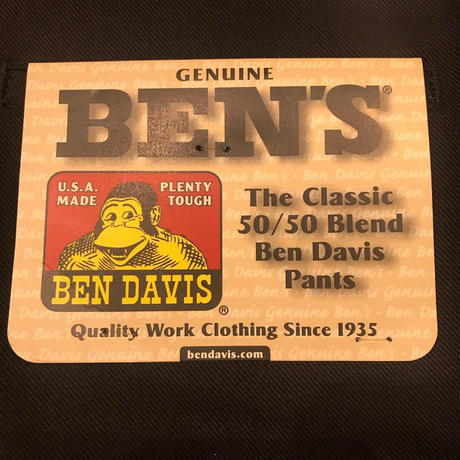 GENUINE
BEN'S®
U.S.A. PLENTY
MADE TOUGH
BEN DAVIS
®
The Classic
50/50 Blend
Ben Davis
Pants
Quality Work Clothing Since 1935
bendavis.com